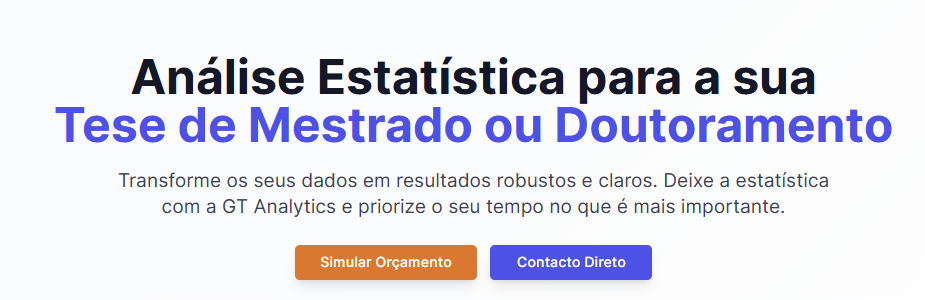 Análise Estatística para a sua
Tese de Mestrado ou Doutoramento
Transforme os seus dados em resultados robustos e claros. Deixe a estatística
com a GT Analytics e priorize o seu tempo no que é mais importante.
Simular Orçamento
Contacto Direto